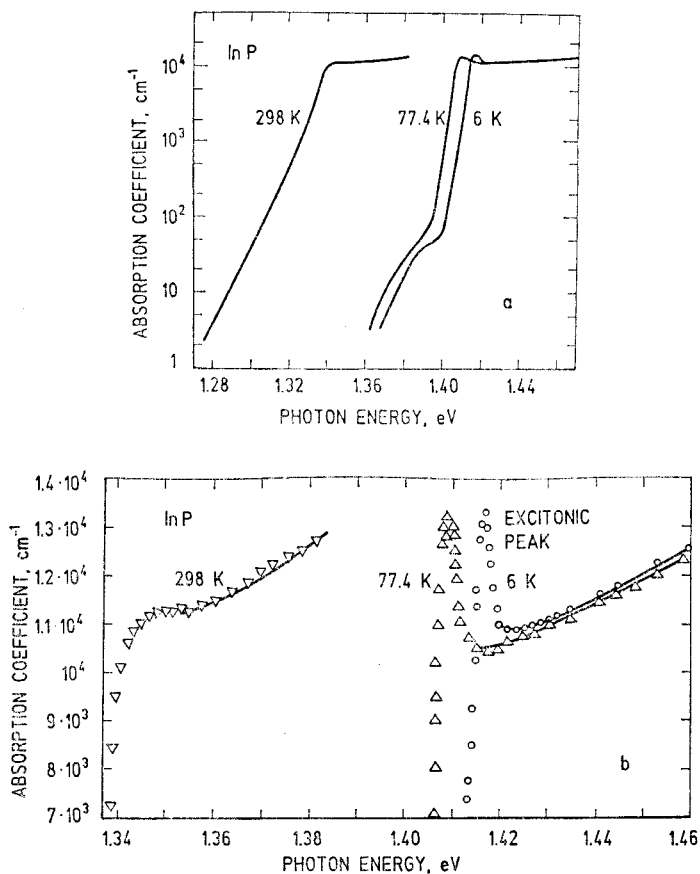 In P
298 K
77.4 K
6 K
a
ABSORPTION COEFFICIENT, cm⁻¹
10⁴
10³
10²
10
1
1.28
1.32
1.36
1.40
1.44
PHOTON ENERGY, eV
In P
298 K
77.4 K
6 K
EXCITONIC
PEAK
b
ABSORPTION COEFFICIENT, cm⁻¹
1.4·10⁴
1.3·10⁴
1.2·10⁴
1.1·10⁴
10⁴
9·10³
8·10³
7·10³
1.34
1.36
1.38
1.40
1.42
1.44
1.46
PHOTON ENERGY, eV